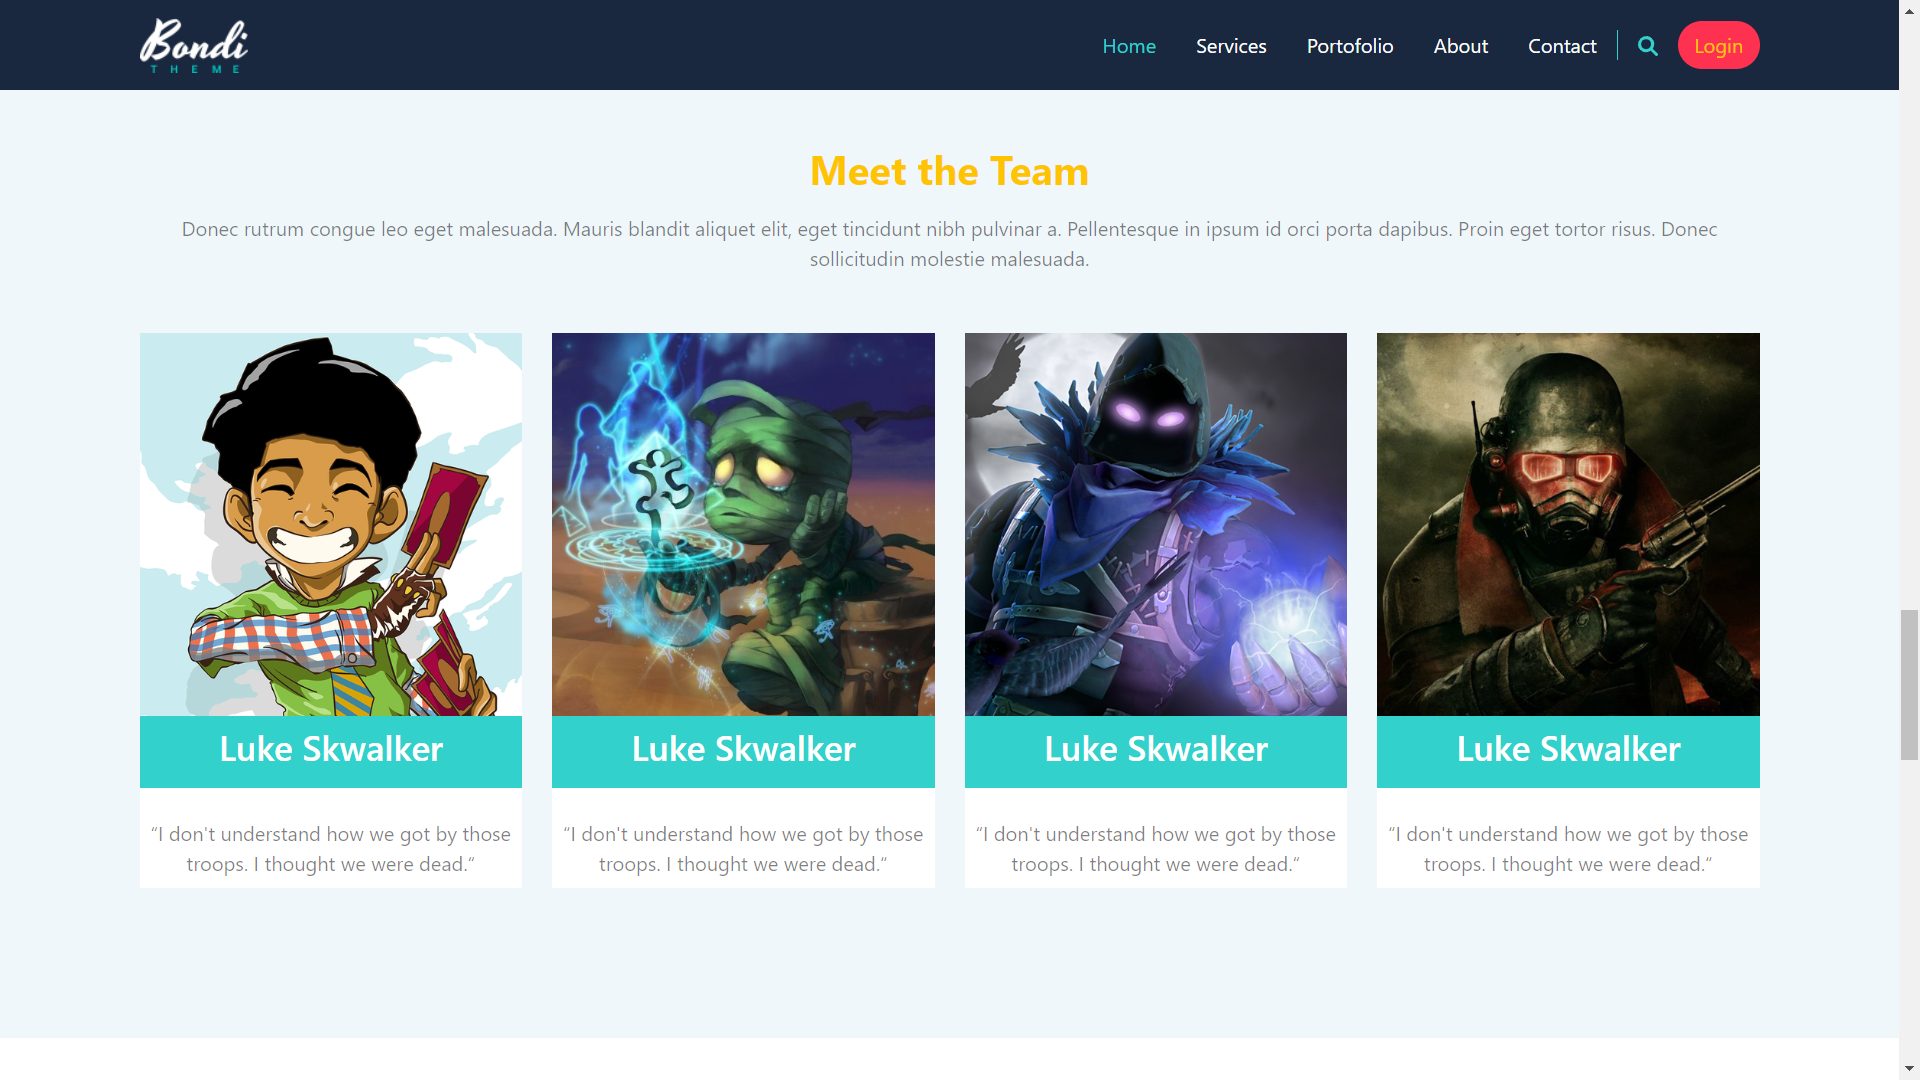 Bondi
THEME
Home Services Portofolio About Contact Login
Meet the Team
Donec rutrum congue leo eget malesuada. Mauris blandit aliquet elit, eget tincidunt nibh pulvinar a. Pellentesque in ipsum id orci porta dapibus. Proin eget tortor risus. Donec
sollicitudin molestie malesuada.
Luke Skwalker
“I don't understand how we got by those
troops. I thought we were dead.“
Luke Skwalker
“I don't understand how we got by those
troops. I thought we were dead.“
Luke Skwalker
“I don't understand how we got by those
troops. I thought we were dead.“
Luke Skwalker
“I don't understand how we got by those
troops. I thought we were dead.“